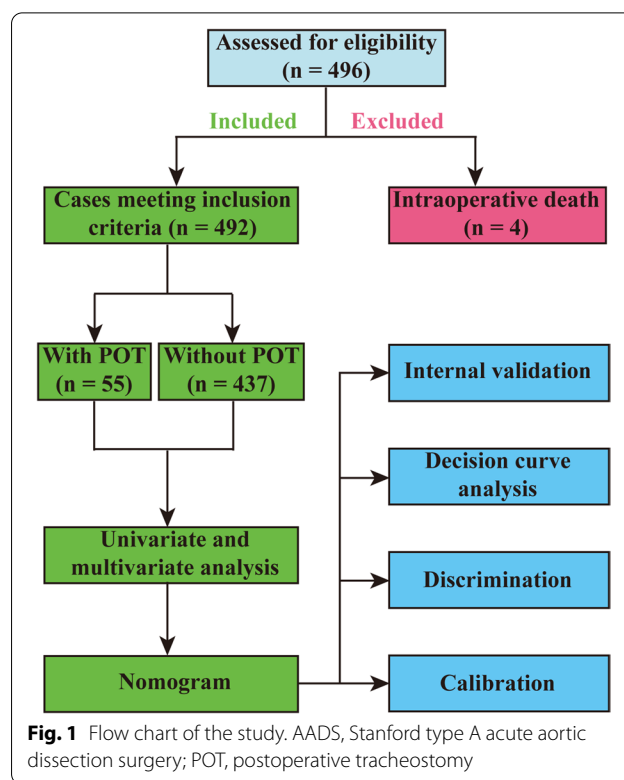 Assessed for eligibility
(n = 496)
Included
Excluded
Cases meeting inclusion
criteria (n = 492)
Intraoperative death
(n = 4)
With POT
(n = 55)
Without POT
(n = 437)
Internal validation
Decision curve
analysis
Univariate and
multivariate analysis
Discrimination
Nomogram
Calibration
Fig. 1 Flow chart of the study. AADS, Stanford type A acute aortic
dissection surgery; POT, postoperative tracheostomy